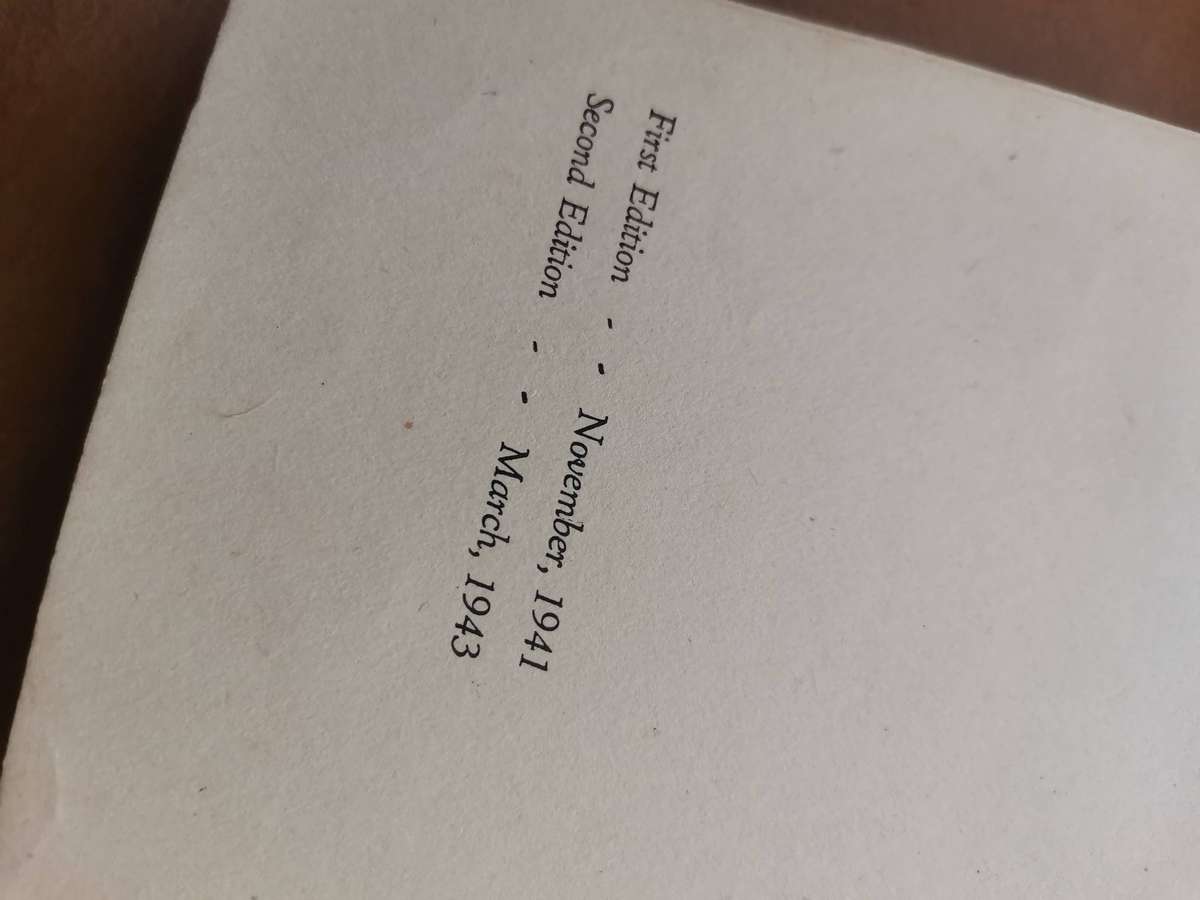 First Edition - - November, 1941
Second Edition - - March, 1943